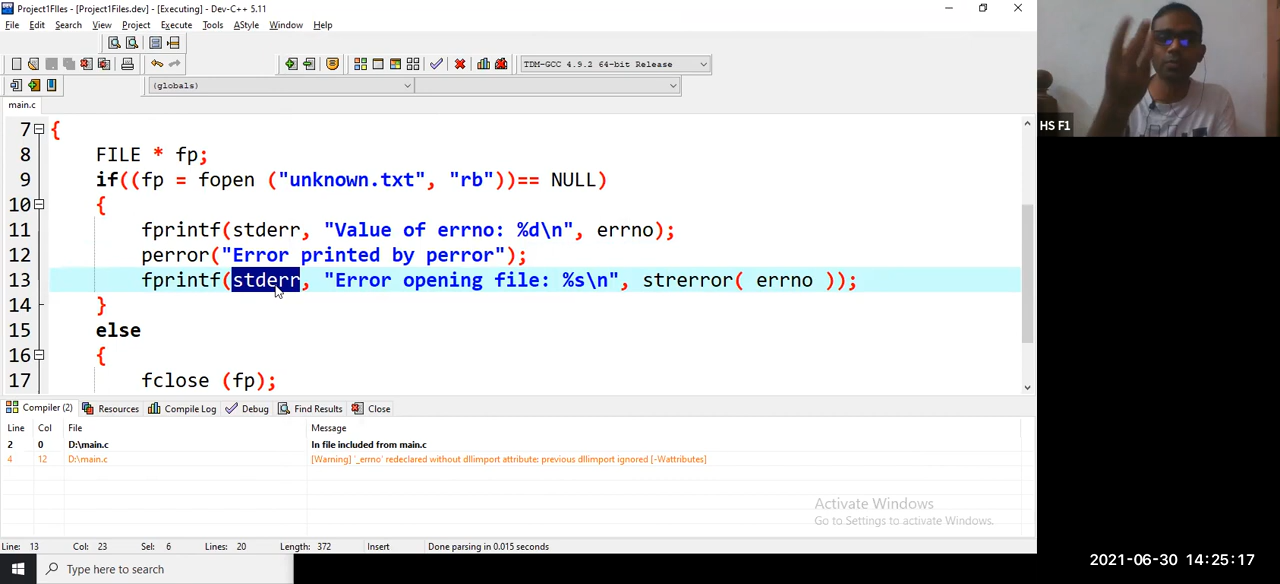 Project1FIles - [Project1Files.dev] - [Executing] - Dev-C++ 5.11
File Edit Search View Project Execute Tools AStyle Window Help
TDM-GCC 4.9.2 64-bit Release
(globals)
main.c
HS F1
7 {
8 FILE * fp;
9 if((fp = fopen ("unknown.txt", "rb"))== NULL)
10 {
11 fprintf(stderr, "Value of errno: %d\n", errno);
12 perror("Error printed by perror");
13 fprintf(stderr, "Error opening file: %s\n", strerror( errno ));
14 }
15 else
16 {
17 fclose (fp);
Compiler (2) Resources Compile Log Debug Find Results Close
Line Col File Message
2 0 D:\main.c In file included from main.c
4 12 D:\main.c [Warning] '_errno' redeclared without dllimport attribute: previous dllimport ignored [-Wattributes]
Activate Windows
Go to Settings to activate Windows.
Line: 13 Col: 23 Sel: 6 Lines: 20 Length: 372 Insert Done parsing in 0.015 seconds
Type here to search
2021-06-30 14:25:17